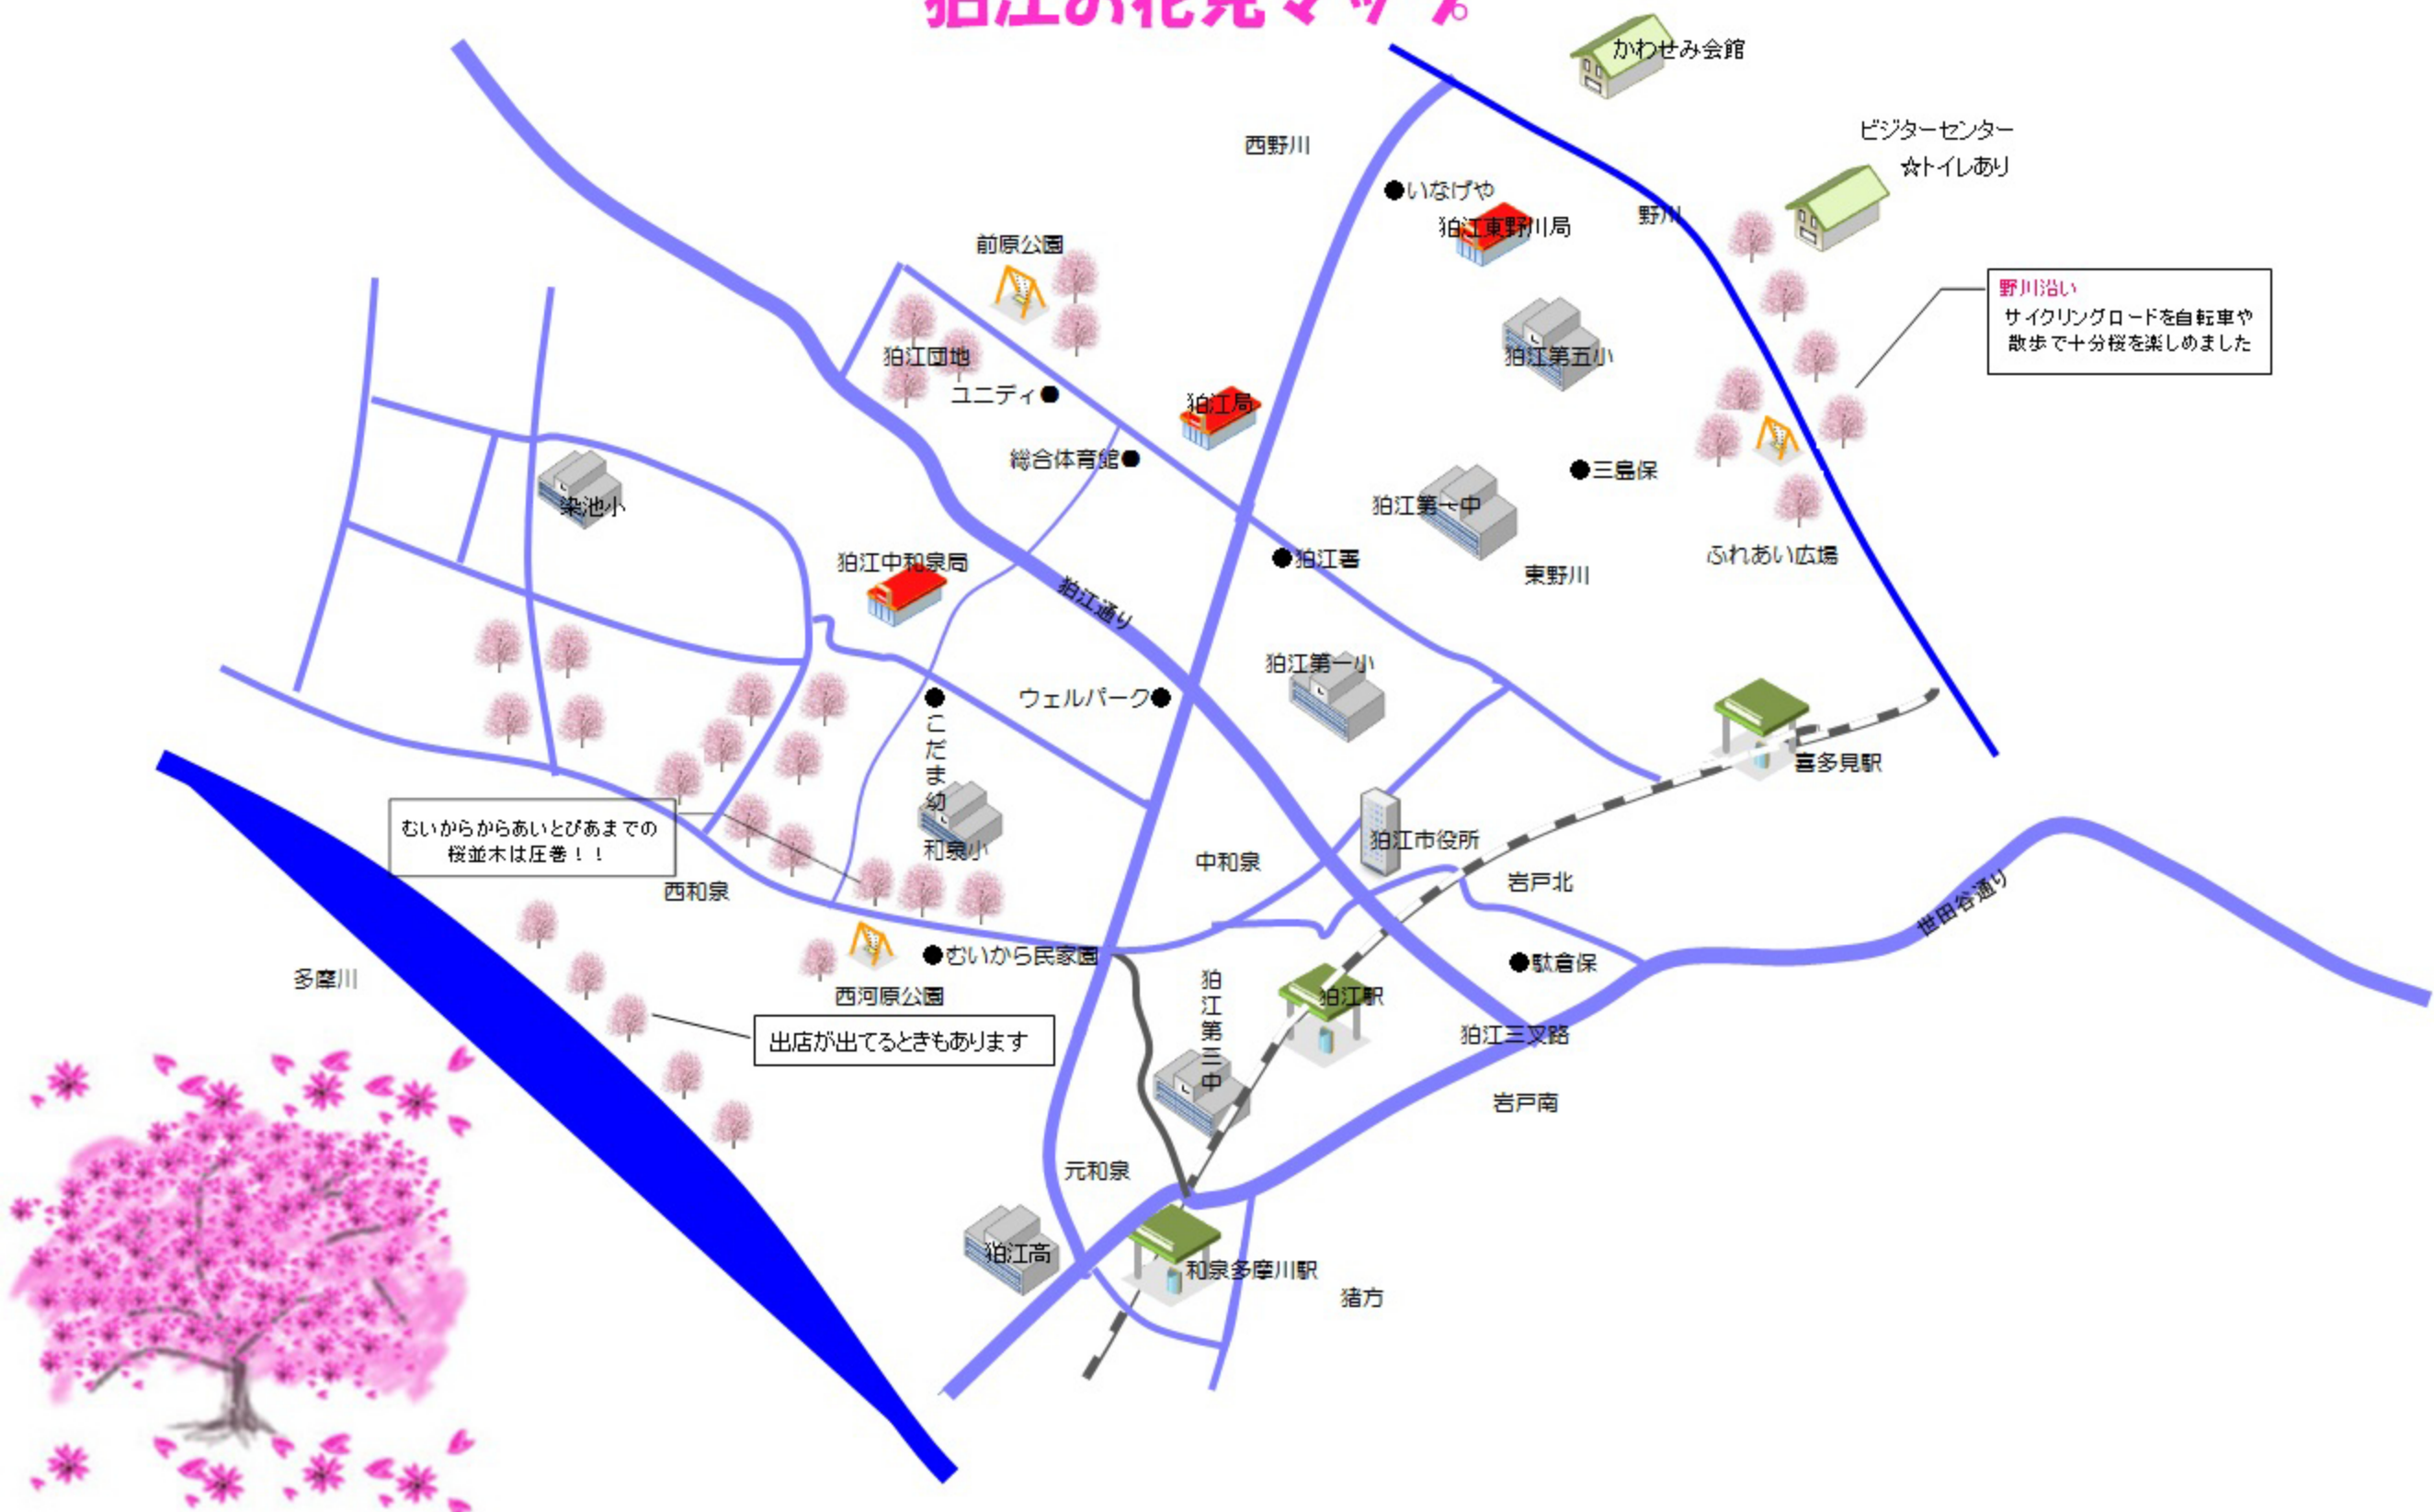 狛江お花見マップ
かわせみ会館
ビジターセンター
☆トイレあり
西野川
●いなげや
狛江東野川局
野川
前原公園
野川沿い
サイクリングロードを自転車や
散歩で十分桜を楽しめました
狛江団地
ユニディ●
狛江局
狛江第五小
総合体育館●
●三島保
染池小
狛江第一中
狛江中和泉局
●狛江署
東野川
ふれあい広場
狛江通り
狛江第一小
ウェルパーク●
●こだま幼
喜多見駅
むいからからあいとぴあまでの
桜並木は圧巻！！
和泉小
狛江市役所
中和泉
岩戸北
西和泉
世田谷通り
●むいから民家園
●駄倉保
多摩川
西河原公園
狛江第三中
狛江駅
出店が出てるときもあります
狛江三叉路
岩戸南
元和泉
狛江高
和泉多摩川駅
猪方